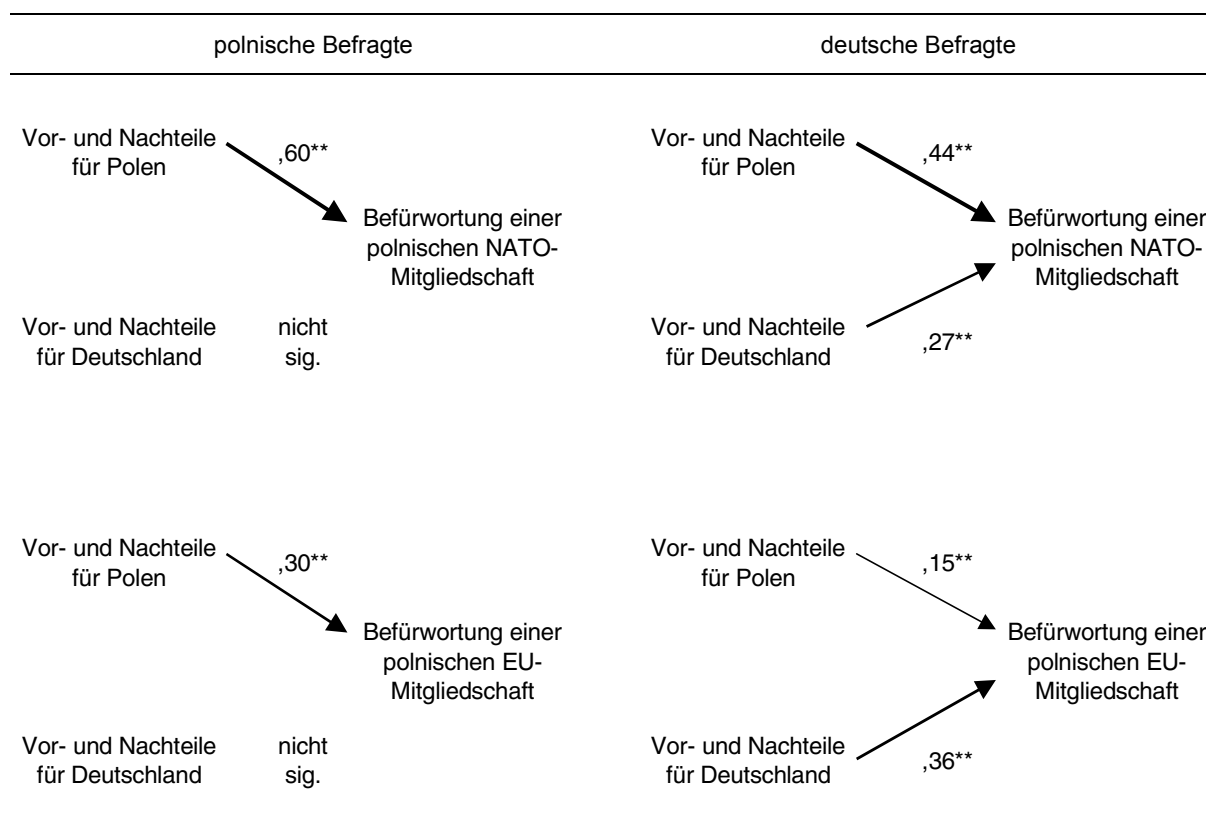 polnische Befragte
deutsche Befragte
Vor- und Nachteile
für Polen
,60**
Befürwortung einer
polnischen NATO-
Mitgliedschaft
Vor- und Nachteile
für Deutschland
nicht
sig.
Vor- und Nachteile
für Polen
,44**
Befürwortung einer
polnischen NATO-
Mitgliedschaft
Vor- und Nachteile
für Deutschland
,27**
Vor- und Nachteile
für Polen
,30**
Befürwortung einer
polnischen EU-
Mitgliedschaft
Vor- und Nachteile
für Deutschland
nicht
sig.
Vor- und Nachteile
für Polen
,15**
Befürwortung einer
polnischen EU-
Mitgliedschaft
Vor- und Nachteile
für Deutschland
,36**